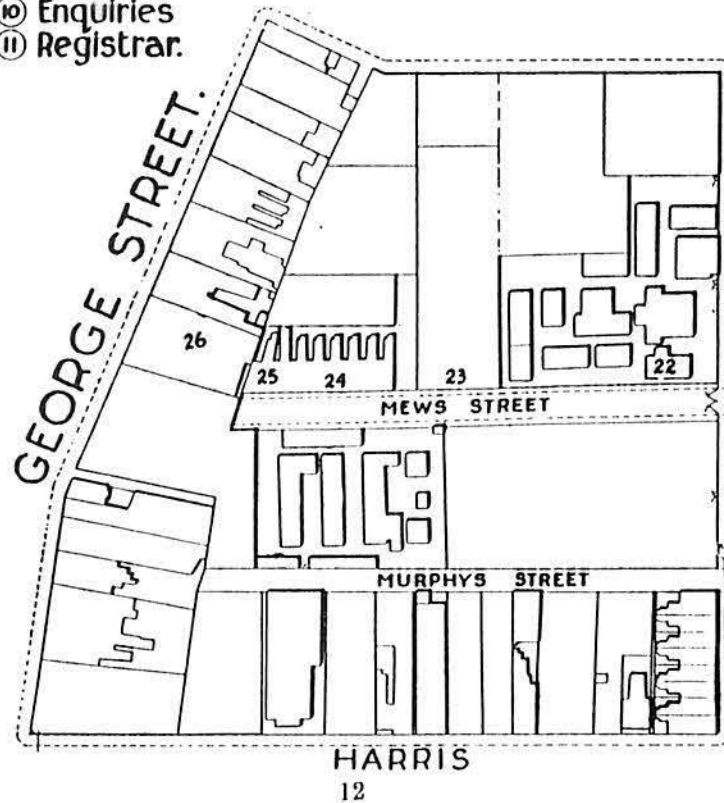 ⑩ Enquiries
⑪ Registrar.
GEORGE STREET.
26
25
24
23
22
MEWS STREET
MURPHYS STREET
HARRIS
12